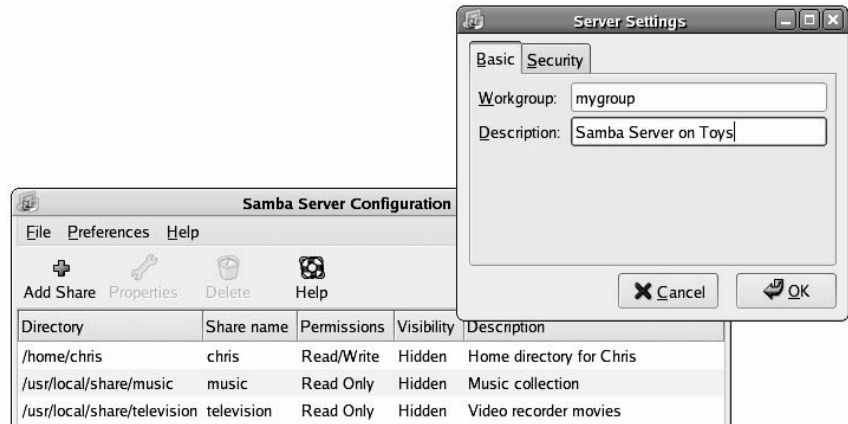 Server Settings
Basic Security
Workgroup: mygroup
Description: Samba Server on Toys
Cancel OK
Samba Server Configuration
File Preferences Help
Add Share Properties Delete Help
Directory Share name Permissions Visibility Description
/home/chris chris Read/Write Hidden Home directory for Chris
/usr/local/share/music music Read Only Hidden Music collection
/usr/local/share/television television Read Only Hidden Video recorder movies